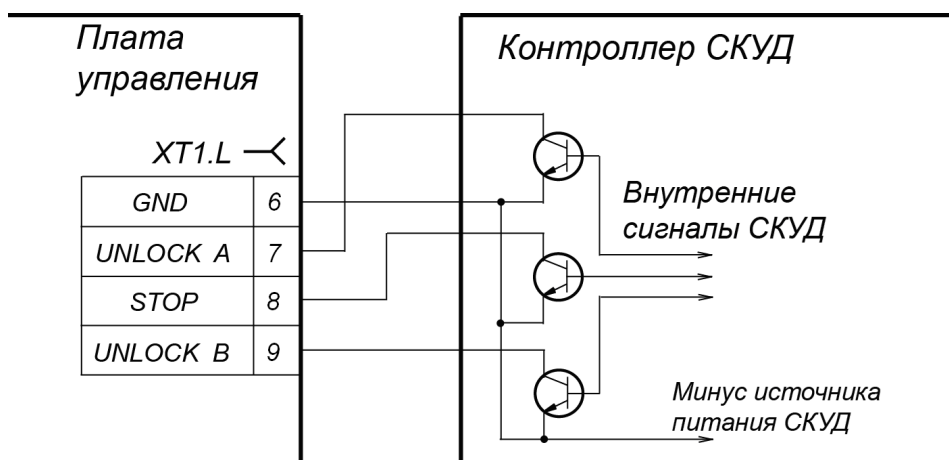 Плата
управления
Контроллер СКУД
XT1.L
GND 6
UNLOCK A 7
STOP 8
UNLOCK B 9
Внутренние
сигналы СКУД
Минус источника
питания СКУД